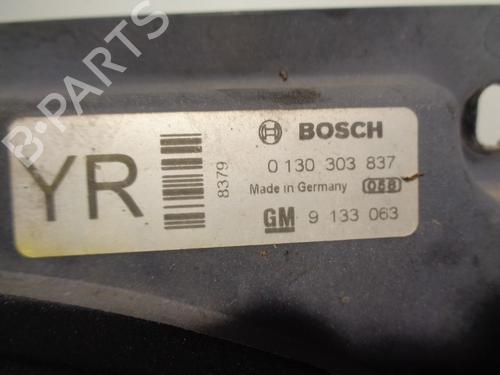 B-PARTS
YR
8379
BOSCH
0 130 303 837
Made in Germany 058
GM 9 133 063